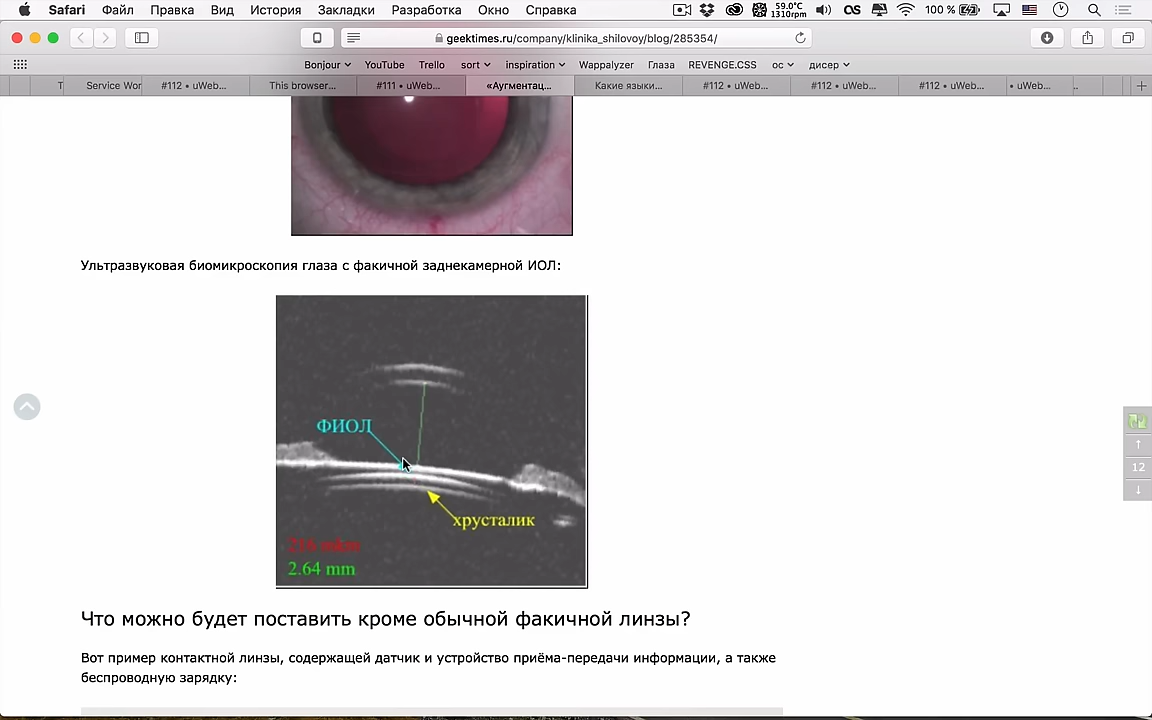 Safari Файл Правка Вид История Закладки Разработка Окно Справка 59.0°C 1310rpm 100 %
geektimes.ru/company/klinika_shilovoy/blog/285354/
Bonjour YouTube Trello sort inspiration Wappalyzer Глаза REVENGE.CSS ос дисер
T Service Wor #112 • uWeb... This browser... #111 • uWeb... «Аугментац... Какие языки... #112 • uWeb... #112 • uWeb... #112 • uWeb... • uWeb... ..
Ультразвуковая биомикроскопия глаза с факичной заднекамерной ИОЛ:
ФИОЛ
12
хрусталик
2.64 mm
Что можно будет поставить кроме обычной факичной линзы?
Вот пример контактной линзы, содержащей датчик и устройство приёма-передачи информации, а также
беспроводную зарядку: